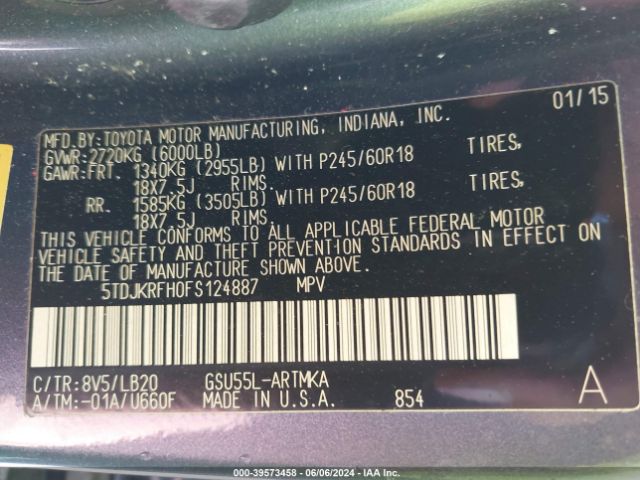 MFD.BY:TOYOTA MOTOR MANUFACTURING, INDIANA, INC. 01/15
GVWR:2720KG (6000LB)
GAWR:FRT. 1340KG (2955LB) WITH P245/60R18 TIRES,
18X7.5J RIMS.
RR. 1585KG (3505LB) WITH P245/60R18 TIRES,
18X7.5J RIMS.
THIS VEHICLE CONFORMS TO ALL APPLICABLE FEDERAL MOTOR
VEHICLE SAFETY AND THEFT PREVENTION STANDARDS IN EFFECT ON
THE DATE OF MANUFACTURE SHOWN ABOVE.
5TDJKRFH0FS124887 MPV
C/TR:8V5/LB20 GSU55L-ARTMKA A
A/TM:-01A/U660F MADE IN U.S.A. 854
000-39573458 - 06/06/2024 - IAA Inc.